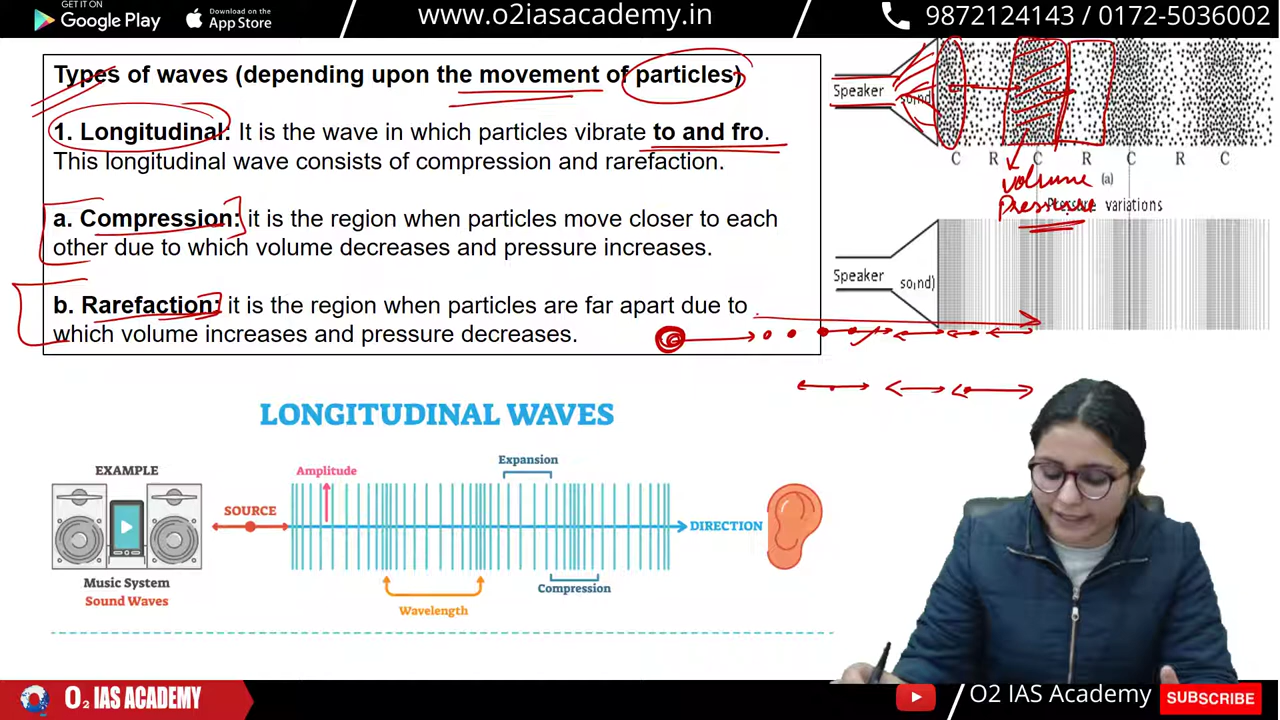 GET IT ON
Google Play
Download on the
App Store
www.o2iasacademy.in
9872124143 / 0172-5036002
Types of waves (depending upon the movement of particles)
1. Longitudinal: It is the wave in which particles vibrate to and fro.
This longitudinal wave consists of compression and rarefaction.
a. Compression: it is the region when particles move closer to each
other due to which volume decreases and pressure increases.
b. Rarefaction: it is the region when particles are far apart due to
which volume increases and pressure decreases.
Speaker
C R C R C R C
volume
(a)
Pressure
variations
Speaker
LONGITUDINAL WAVES
EXAMPLE
Amplitude
Expansion
SOURCE
DIRECTION
Music System
Sound Waves
Wavelength
Compression
O2 IAS ACADEMY
O2 IAS Academy
SUBSCRIBE